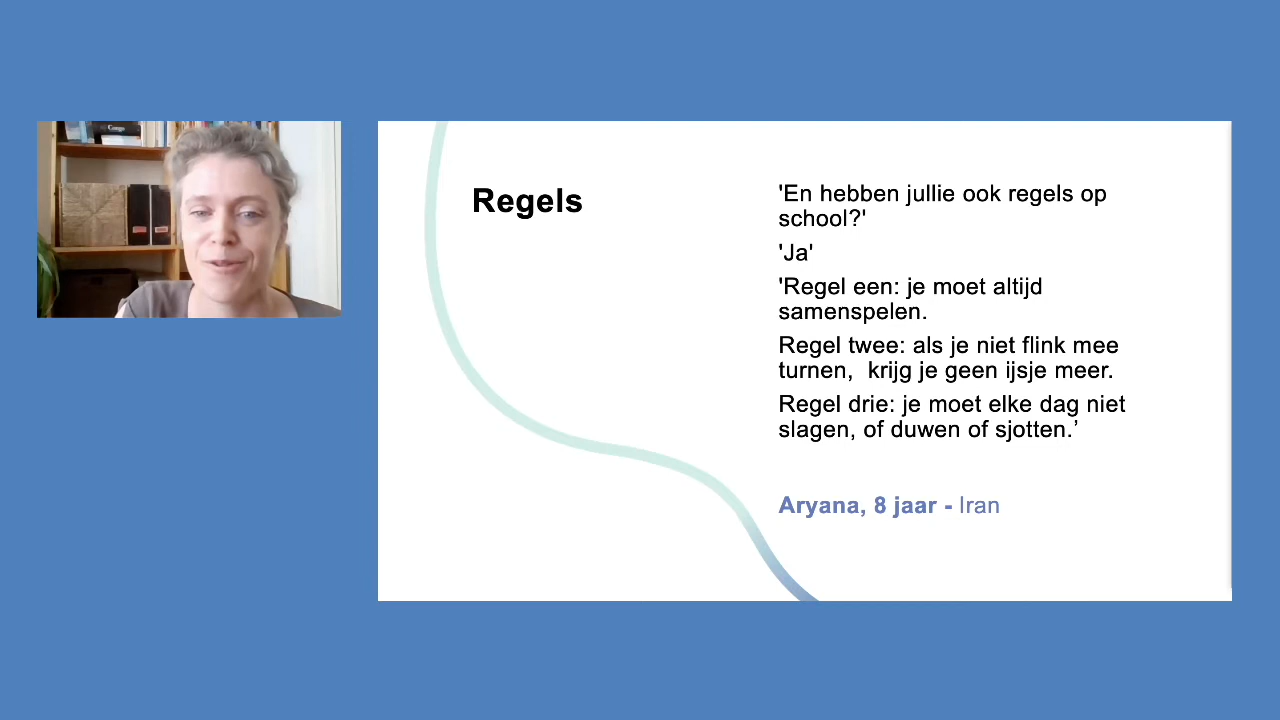 Regels
'En hebben jullie ook regels op
school?'
'Ja'
'Regel een: je moet altijd
samenspelen.
Regel twee: als je niet flink mee
turnen,  krijg je geen ijsje meer.
Regel drie: je moet elke dag niet
slagen, of duwen of sjotten.’
Aryana, 8 jaar - Iran